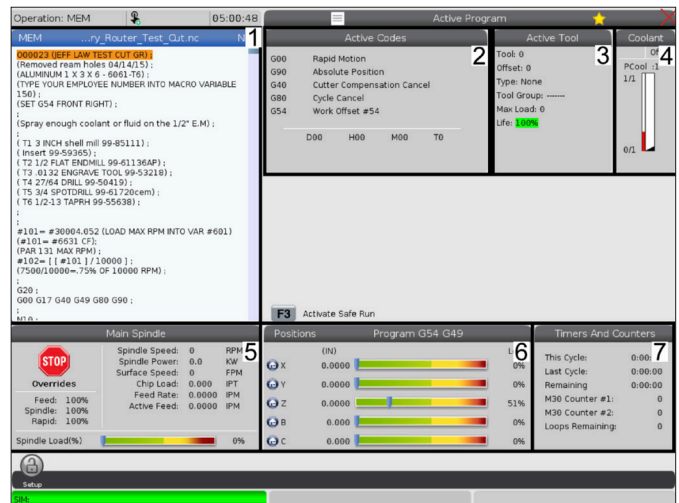 Operation: MEM 05:00:48 Active Program
MEM ...ry_Router_Test_Cut.nc N 1
O00023 (JEFF LAW TEST CUT GR) ;
(Removed ream holes 04/14/15) ;
(ALUMINUM 1 X 3 X 6 - 6061-T6) ;
(TYPE YOUR EMPLOYEE NUMBER INTO MACRO VARIABLE
150) ;
(SET G54 FRONT RIGHT) ;
;
(Spray enough coolant or fluid on the 1/2" E.M) ;
;
( T1 3 INCH shell mill 99-85111) ;
( Insert 99-59365) ;
( T2 1/2 FLAT ENDMILL 99-61136AP) ;
( T3 .0132 ENGRAVE TOOL 99-53218) ;
( T4 27/64 DRILL 99-50419) ;
( T5 3/4 SPOTDRILL 99-61720cem) ;
( T6 1/2-13 TAPRH 99-55638) ;
;
;
#101= #30004.052 (LOAD MAX RPM INTO VAR #601)
(#101= #6631 CF);
(PAR 131 MAX RPM) ;
#102= [ [ #101 ] / 10000 ] ;
(7500/10000=.75% OF 10000 RPM) ;
;
G20 ;
G00 G17 G40 G49 G80 G90 ;
;
N10 ;
Active Codes
2
G00 Rapid Motion
G90 Absolute Position
G40 Cutter Compensation Cancel
G80 Cycle Cancel
G54 Work Offset #54
D00 H00 M00 T0
Active Tool
3
Tool: 0
Offset: 0
Type: None
Tool Group: -------
Max Load: 0
Life: 100%
Coolant
Of
4
PCool :1
1/1
0/1
F3 Activate Safe Run
Main Spindle
5
STOP
Overrides
Feed: 100%
Spindle: 100%
Rapid: 100%
Spindle Speed: 0 RPM
Spindle Power: 0.0 KW
Surface Speed: 0 FPM
Chip Load: 0.000 IPT
Feed Rate: 0.0000 IPM
Active Feed: 0.0000 IPM
Spindle Load(%) 0%
Positions Program G54 G49
6
(IN) L
X 0.0000 0%
Y 0.0000 0%
Z 0.0000 51%
B 0.000 0%
C 0.000 0%
Timers And Counters
7
This Cycle: 0:00:
Last Cycle: 0:00:00
Remaining 0:00:00
M30 Counter #1: 0
M30 Counter #2: 0
Loops Remaining: 0
Setup
SIM: